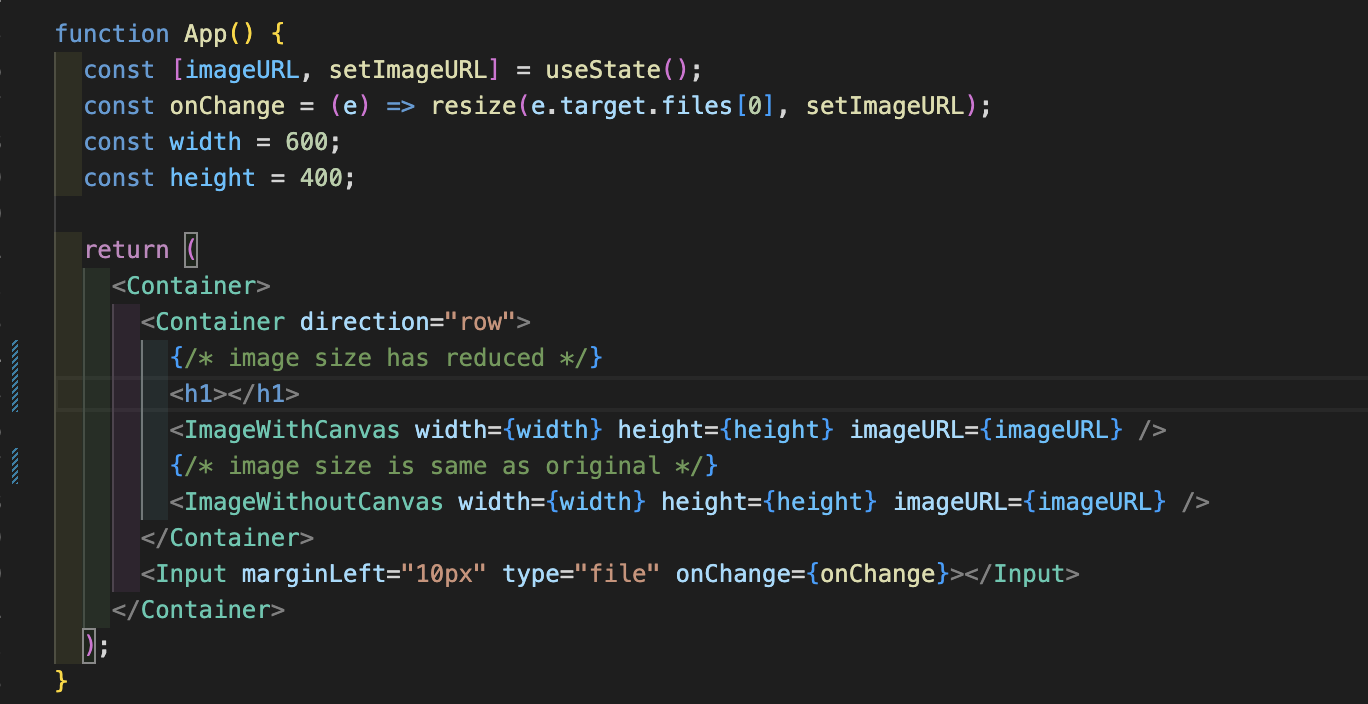 function App() {
const [imageURL, setImageURL] = useState();
const onChange = (e) => resize(e.target.files[0], setImageURL);
const width = 600;
const height = 400;
return (
<Container>
<Container direction="row">
{/* image size has reduced */}
<h1></h1>
<ImageWithCanvas width={width} height={height} imageURL={imageURL} />
{/* image size is same as original */}
<ImageWithoutCanvas width={width} height={height} imageURL={imageURL} />
</Container>
<Input marginLeft="10px" type="file" onChange={onChange}></Input>
</Container>
);
}